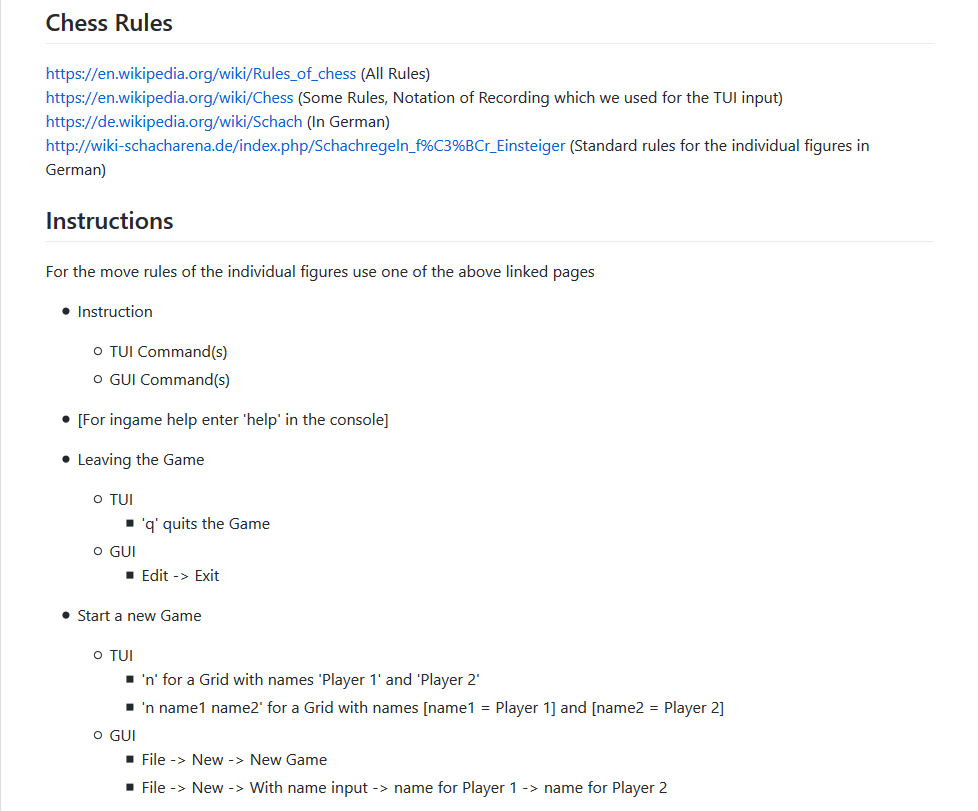 Chess Rules
https://en.wikipedia.org/wiki/Rules_of_chess (All Rules)
https://en.wikipedia.org/wiki/Chess (Some Rules, Notation of Recording which we used for the TUI input)
https://de.wikipedia.org/wiki/Schach (In German)
http://wiki-schacharena.de/index.php/Schachregeln_f%C3%BCr_Einsteiger (Standard rules for the individual figures in
German)
Instructions
For the move rules of the individual figures use one of the above linked pages
Instruction
TUI Command(s)
GUI Command(s)
[For ingame help enter 'help' in the console]
Leaving the Game
TUI
'q' quits the Game
GUI
Edit -> Exit
Start a new Game
TUI
'n' for a Grid with names 'Player 1' and 'Player 2'
'n name1 name2' for a Grid with names [name1 = Player 1] and [name2 = Player 2]
GUI
File -> New -> New Game
File -> New -> With name input -> name for Player 1 -> name for Player 2